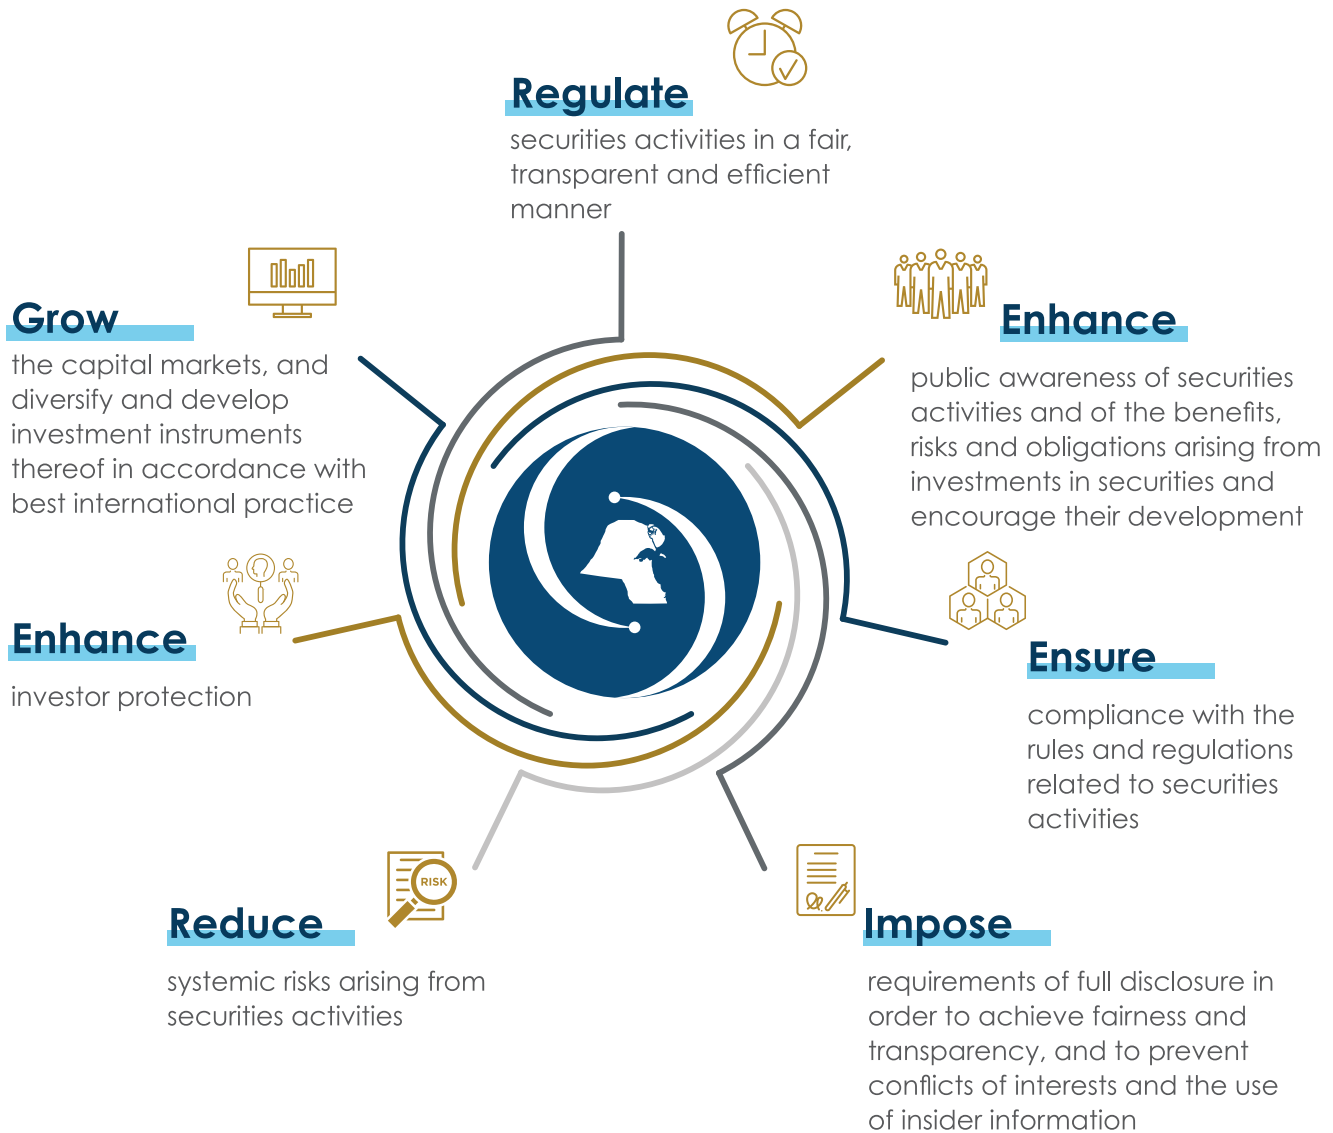 Regulate
securities activities in a fair,
transparent and efficient
manner
Grow
the capital markets, and
diversify and develop
investment instruments
thereof in accordance with
best international practice
Enhance
public awareness of securities
activities and of the benefits,
risks and obligations arising from
investments in securities and
encourage their development
Enhance
investor protection
Ensure
compliance with the
rules and regulations
related to securities
activities
RISK
Reduce
systemic risks arising from
securities activities
Impose
requirements of full disclosure in
order to achieve fairness and
transparency, and to prevent
conflicts of interests and the use
of insider information